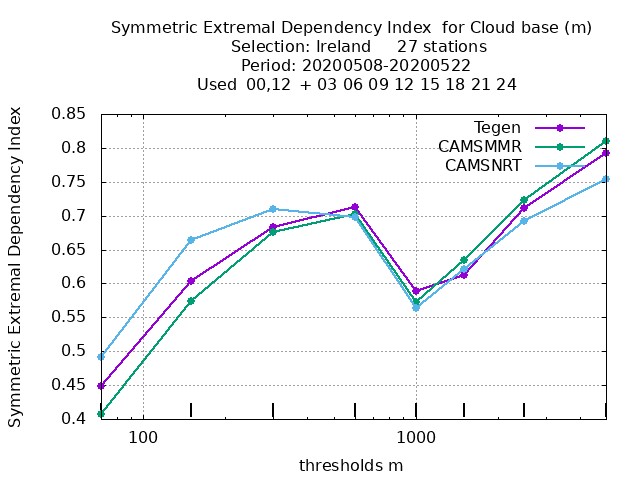 Symmetric Extremal Dependency Index  for Cloud base (m)
Selection: Ireland     27 stations
Period: 20200508-20200522
Used  00,12  + 03 06 09 12 15 18 21 24
Symmetric Extremal Dependency Index
0.85
0.8
0.75
0.7
0.65
0.6
0.55
0.5
0.45
0.4
Tegen
CAMSMMR
CAMSNRT
100
1000
thresholds m